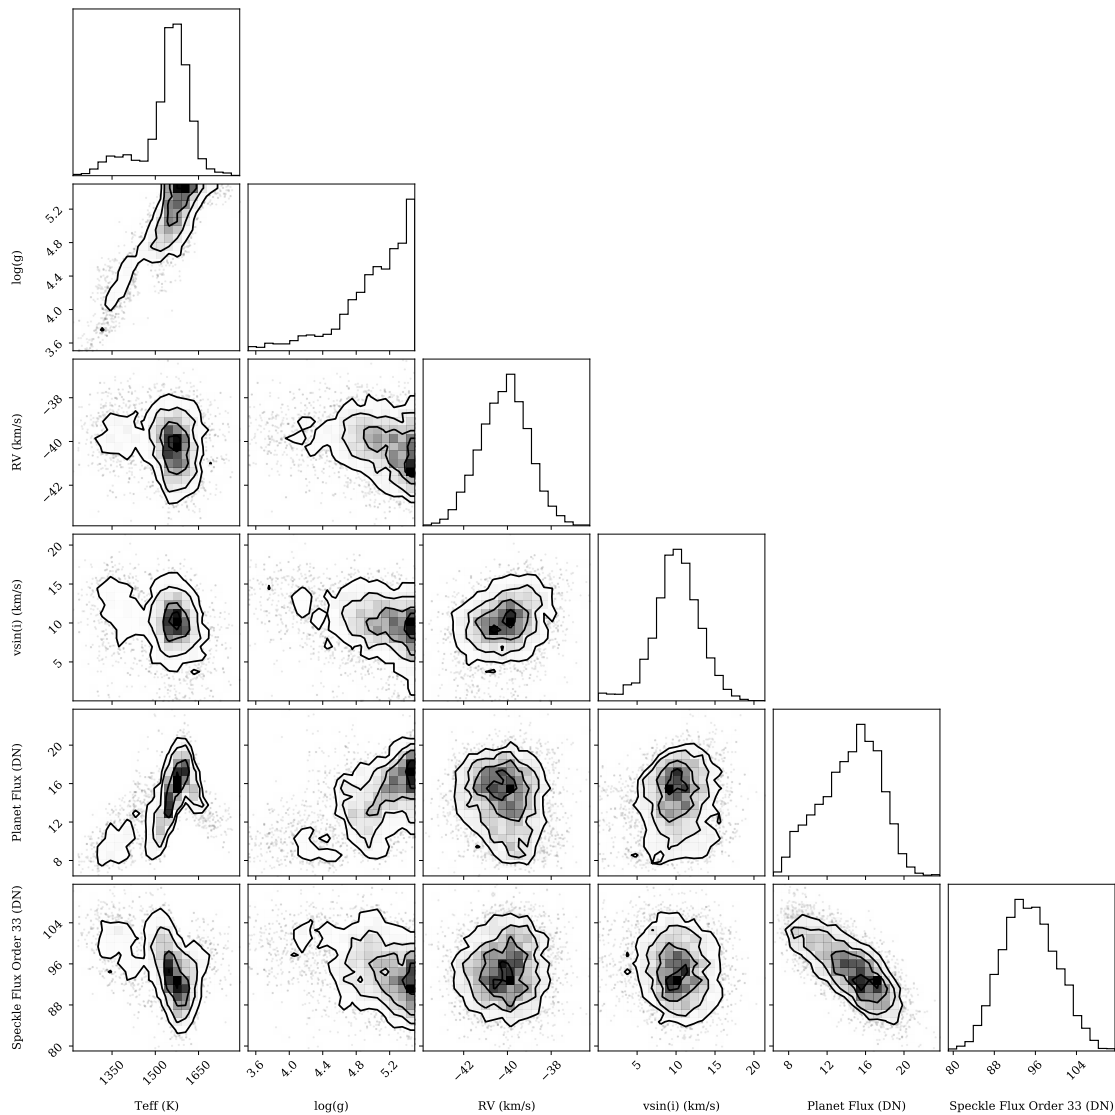 log(g)
5.2
4.8
4.4
4.0
3.6
RV (km/s)
−38
−40
−42
vsin(i) (km/s)
20
15
10
5
Planet Flux (DN)
20
16
12
8
Speckle Flux Order 33 (DN)
104
96
88
80
1350 1500 1650 3.6 4.0 4.4 4.8 5.2 −42 −40 −38 5 10 15 20 8 12 16 20 80 88 96 104
Teff (K) log(g) RV (km/s) vsin(i) (km/s) Planet Flux (DN) Speckle Flux Order 33 (DN)